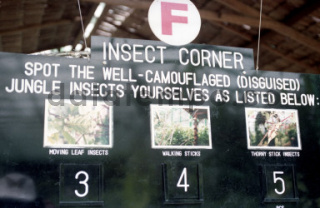 F
INSECT CORNER
SPOT THE WELL-CAMOUFLAGED (DISGUISED)
JUNGLE INSECTS YOURSELVES AS LISTED BELOW:
MOVING LEAF INSECTS
WALKING STICKS
THORNY STICK INSECTS
3
4
5